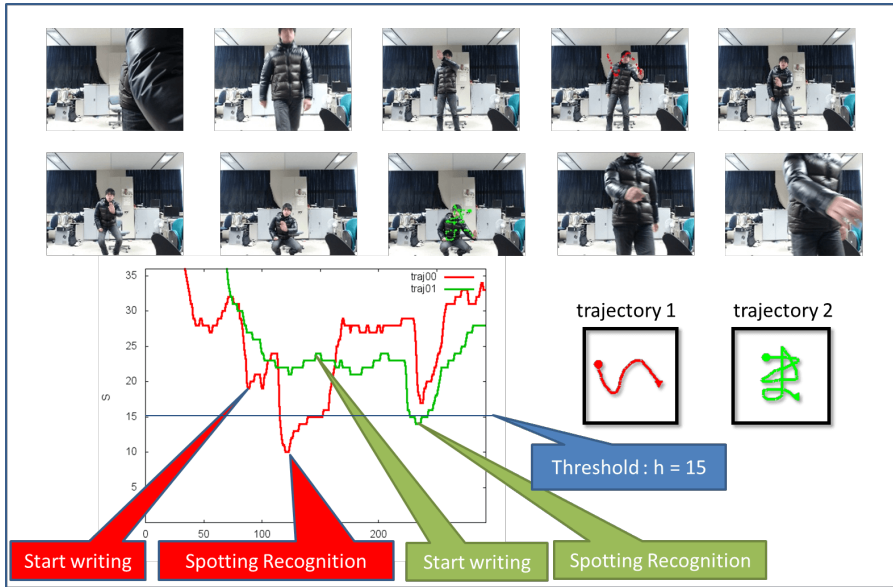 35
30
25
20
15
10
5
S
0
100
200
traj00
traj01
trajectory 1
trajectory 2
Threshold : h = 15
Start writing
Spotting Recognition
Start writing
Spotting Recognition